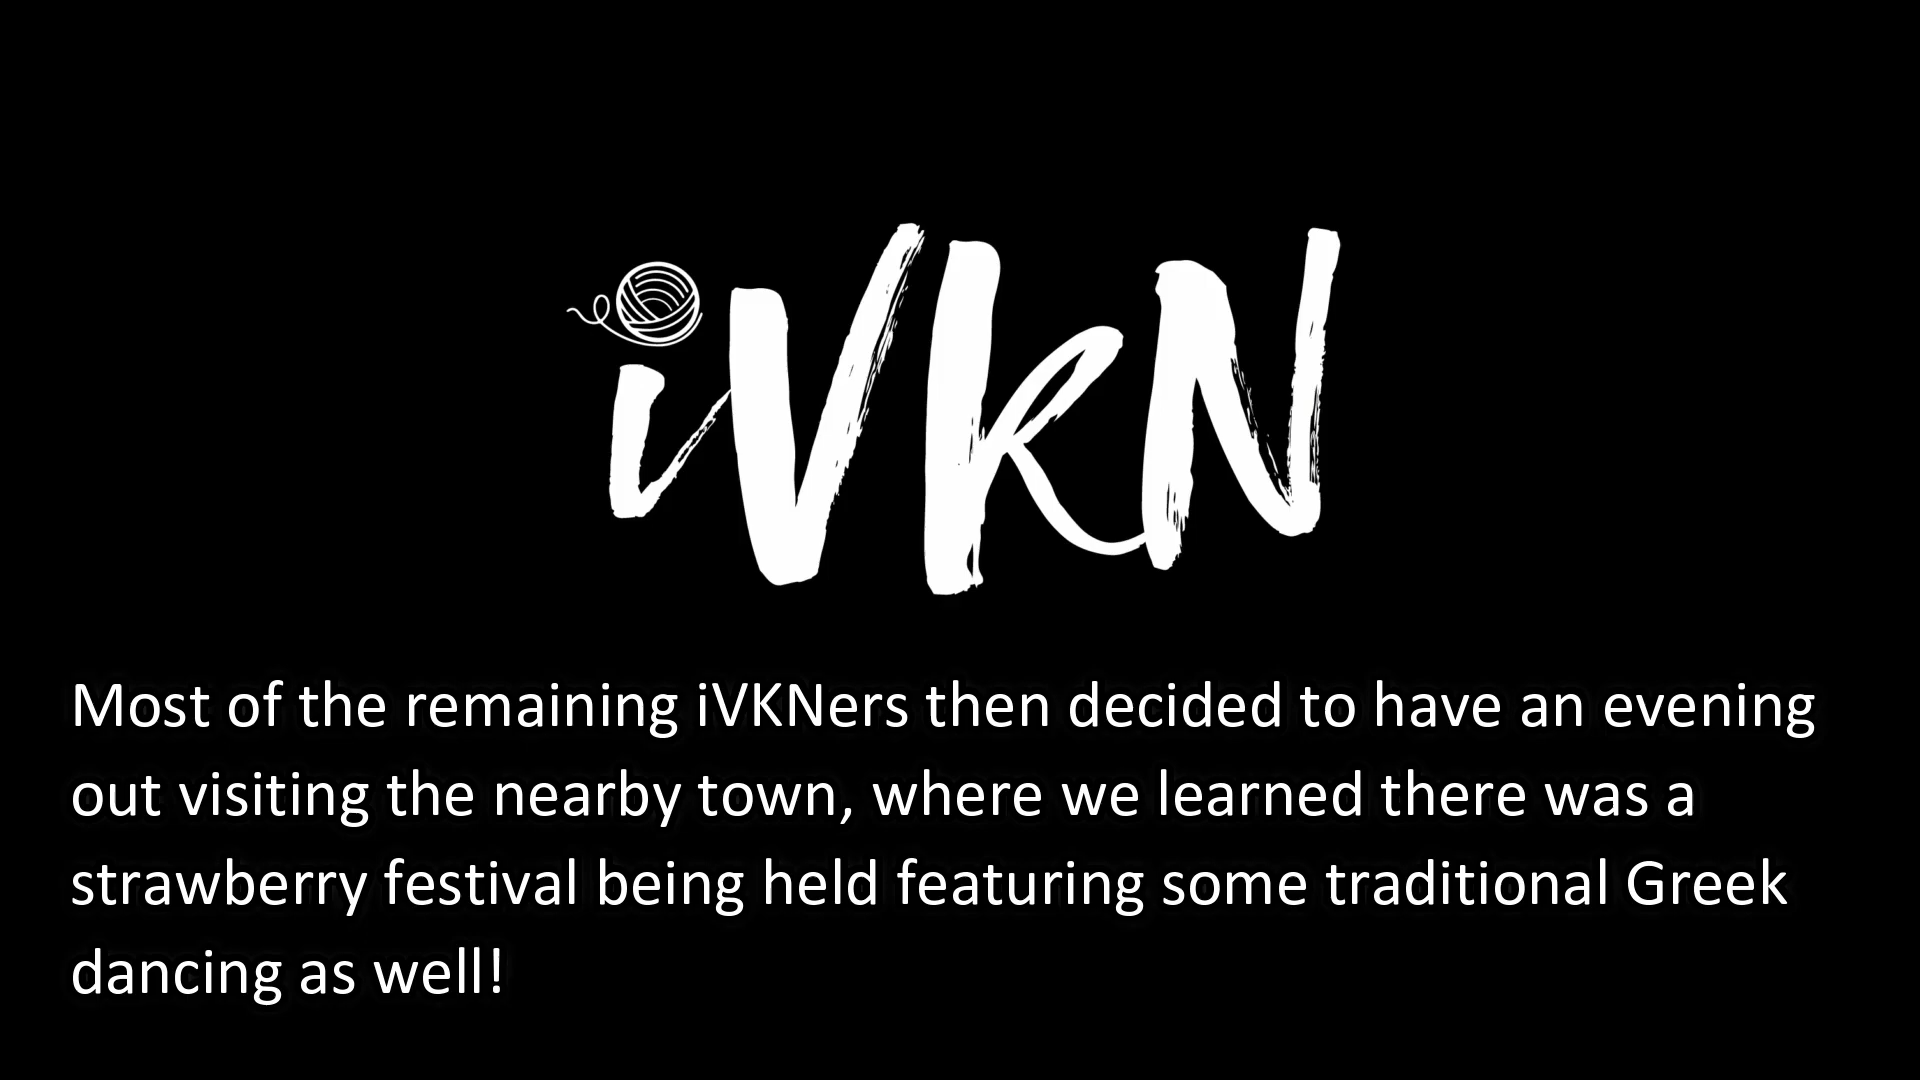 iVkN
Most of the remaining iVKNers then decided to have an evening
out visiting the nearby town, where we learned there was a
strawberry festival being held featuring some traditional Greek
dancing as well!